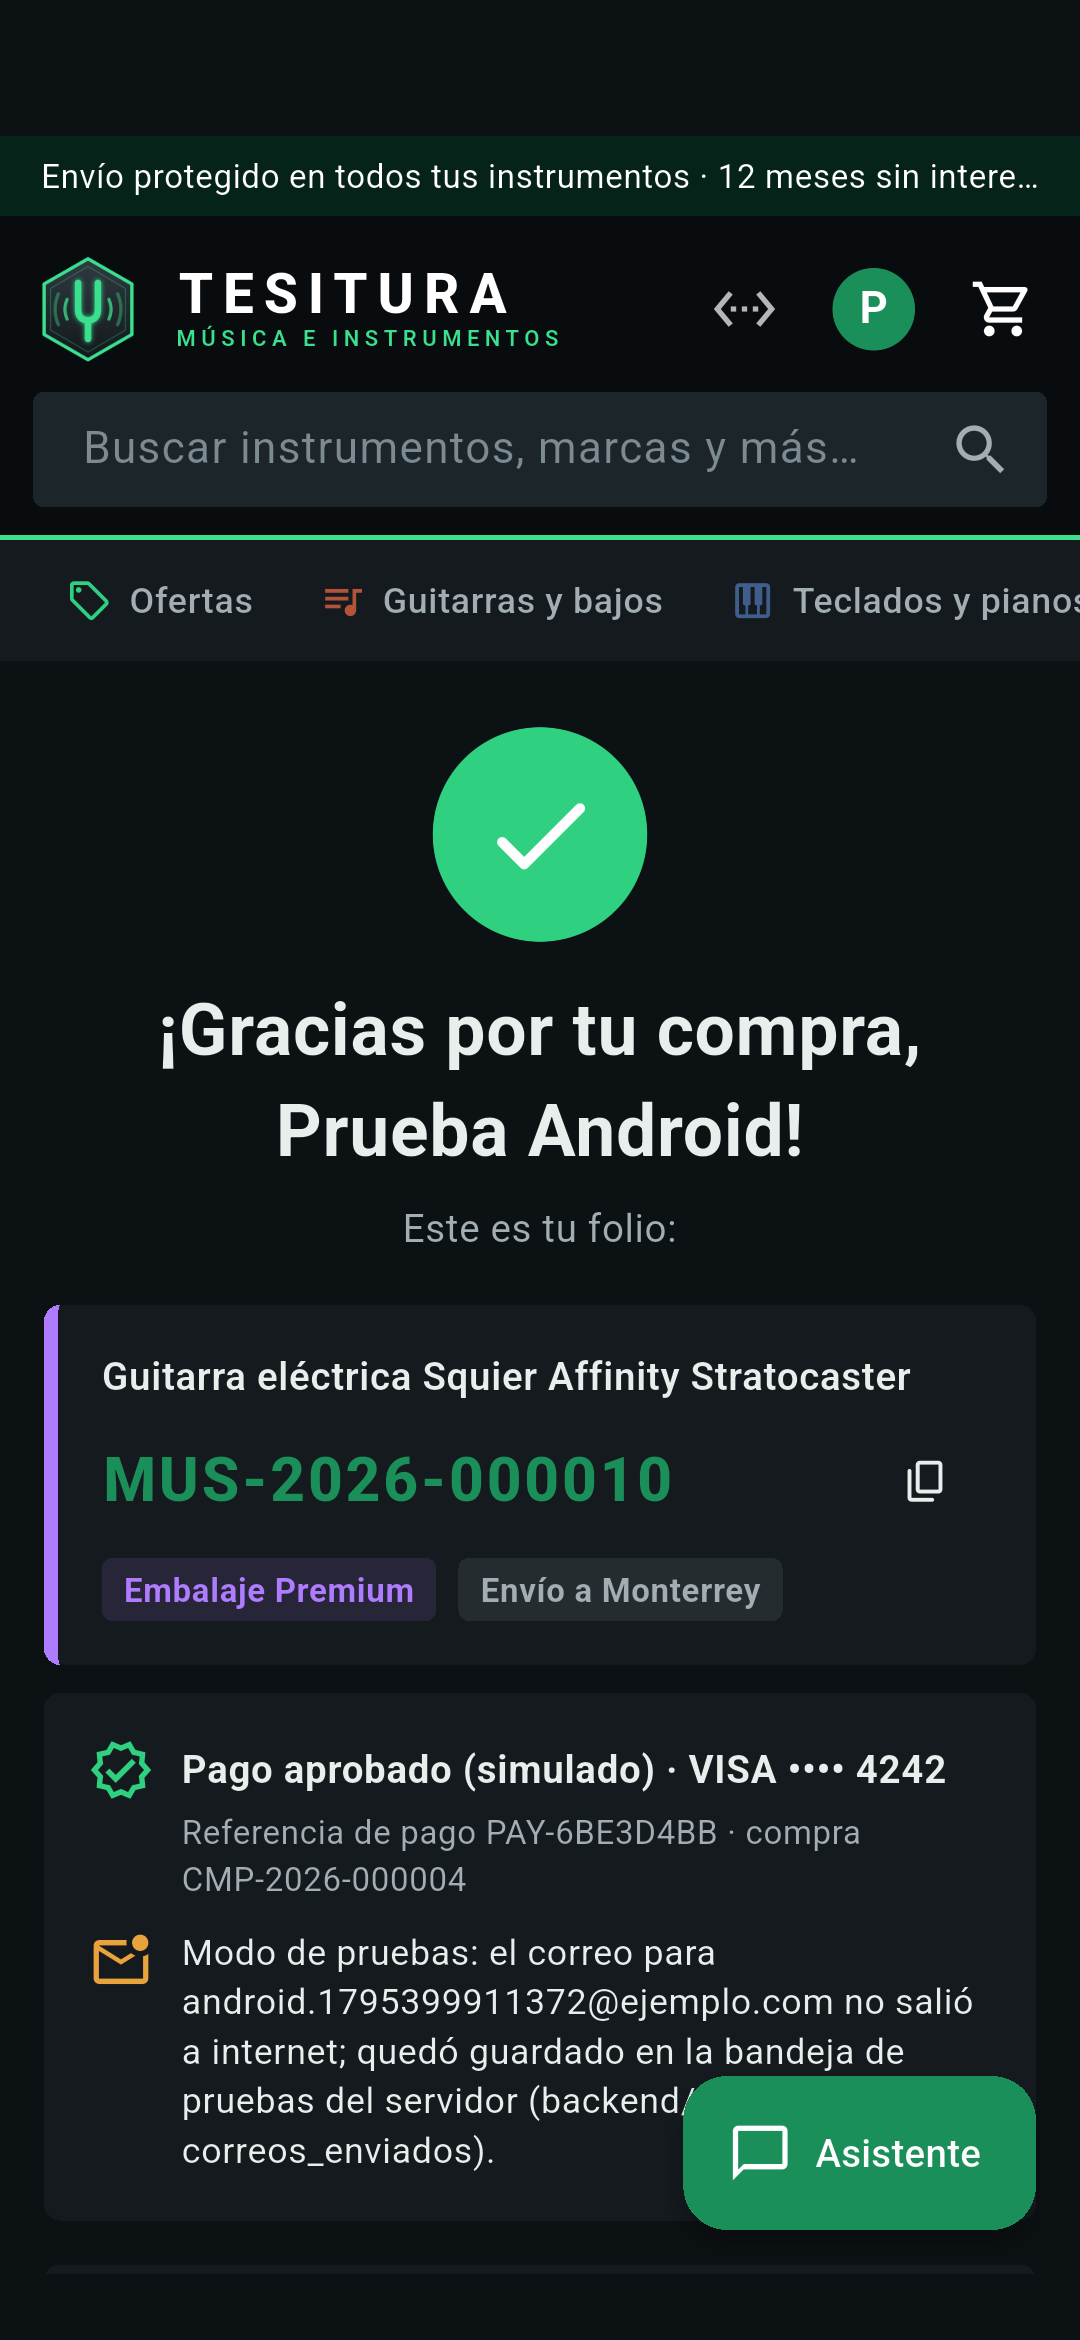 Envío protegido en todos tus instrumentos · 12 meses sin intere…
TESITURA
MÚSICA E INSTRUMENTOS
P
Buscar instrumentos, marcas y más…
Ofertas
Guitarras y bajos
Teclados y pianos
¡Gracias por tu compra,
Prueba Android!
Este es tu folio:
Guitarra eléctrica Squier Affinity Stratocaster
MUS-2026-000010
Embalaje Premium
Envío a Monterrey
Pago aprobado (simulado) · VISA •••• 4242
Referencia de pago PAY-6BE3D4BB · compra
CMP-2026-000004
Modo de pruebas: el correo para
android.1795399911372@ejemplo.com no salió
a internet; quedó guardado en la bandeja de
pruebas del servidor (backend/
correos_enviados).
Asistente